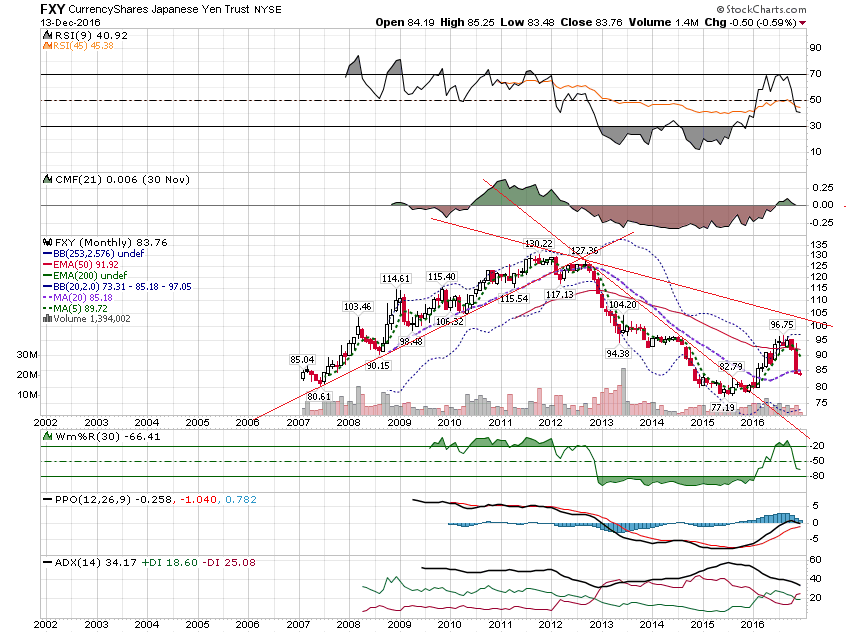 FXY CurrencyShares Japanese Yen Trust NYSE © StockCharts.com
13-Dec-2016 Open 84.19 High 85.25 Low 83.48 Close 83.76 Volume 1.4M Chg -0.50 (-0.59%)
RSI(9) 40.92
RSI(45) 45.38
90
70
50
30
10
CMF(21) 0.006 (30 Nov)
0.25
0.00
-0.25
FXY (Monthly) 83.76
BB(253,2.576) undef
EMA(50) 91.92
EMA(200) undef
BB(20,2.0) 73.31 - 85.18 - 97.05
MA(20) 85.18
MA(5) 89.72
Volume 1,394,002
135
130
125
120
115
110
105
100
95
90
85
80
75
30M
20M
10M
85.04
80.61
103.46
90.15
114.61
98.48
115.40
106.32
115.54
130.22
117.13
127.36
94.38
104.20
77.19
82.79
96.75
2002 2003 2004 2005 2006 2007 2008 2009 2010 2011 2012 2013 2014 2015 2016
Wm%R(30) -66.41
-20
-50
-80
PPO(12,26,9) -0.258, -1.040, 0.782
5
0
-5
ADX(14) 34.17 +DI 18.60 -DI 25.08
60
40
20
2002 2003 2004 2005 2006 2007 2008 2009 2010 2011 2012 2013 2014 2015 2016